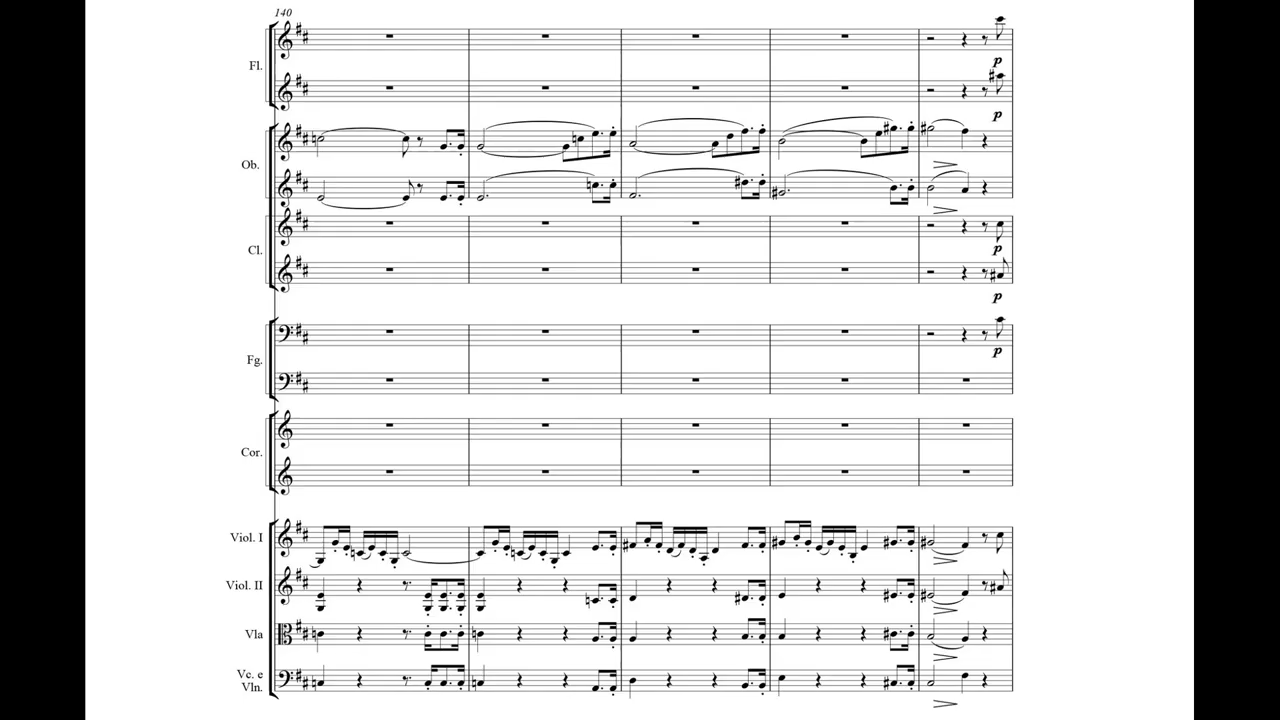 140
Fl.
p
p
Ob.
Cl.
p
p
Fg.
p
Cor.
Viol. I
Viol. II
Vla
Vc. e
Vln.